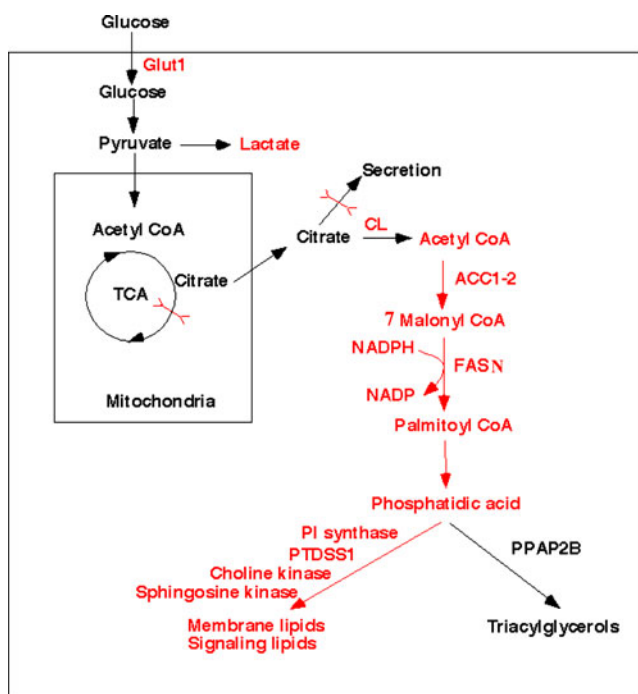 Glucose
Glut1
Glucose
Pyruvate
Lactate
Secretion
Acetyl CoA
Citrate
CL
Acetyl CoA
TCA
Citrate
ACC1-2
7 Malonyl CoA
NADPH
FASN
NADP
Mitochondria
Palmitoyl CoA
Phosphatidic acid
PI synthase
PTDSS1
PPAP2B
Choline kinase
Sphingosine kinase
Membrane lipids
Signaling lipids
Triacylglycerols